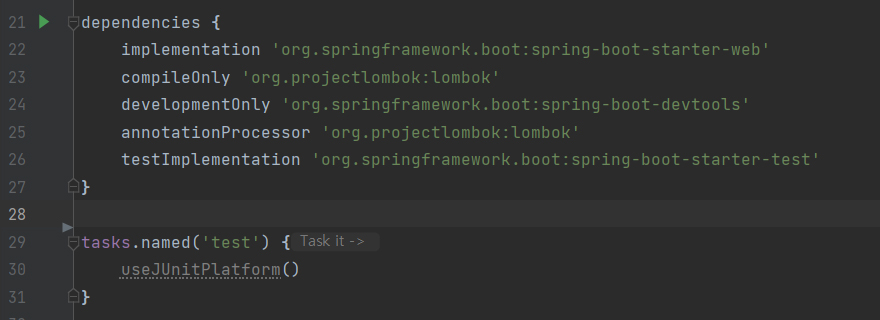 21 dependencies {
22 implementation 'org.springframework.boot:spring-boot-starter-web'
23 compileOnly 'org.projectlombok:lombok'
24 developmentOnly 'org.springframework.boot:spring-boot-devtools'
25 annotationProcessor 'org.projectlombok:lombok'
26 testImplementation 'org.springframework.boot:spring-boot-starter-test'
27 }
28
29 tasks.named('test') { Task it ->
30 useJUnitPlatform()
31 }